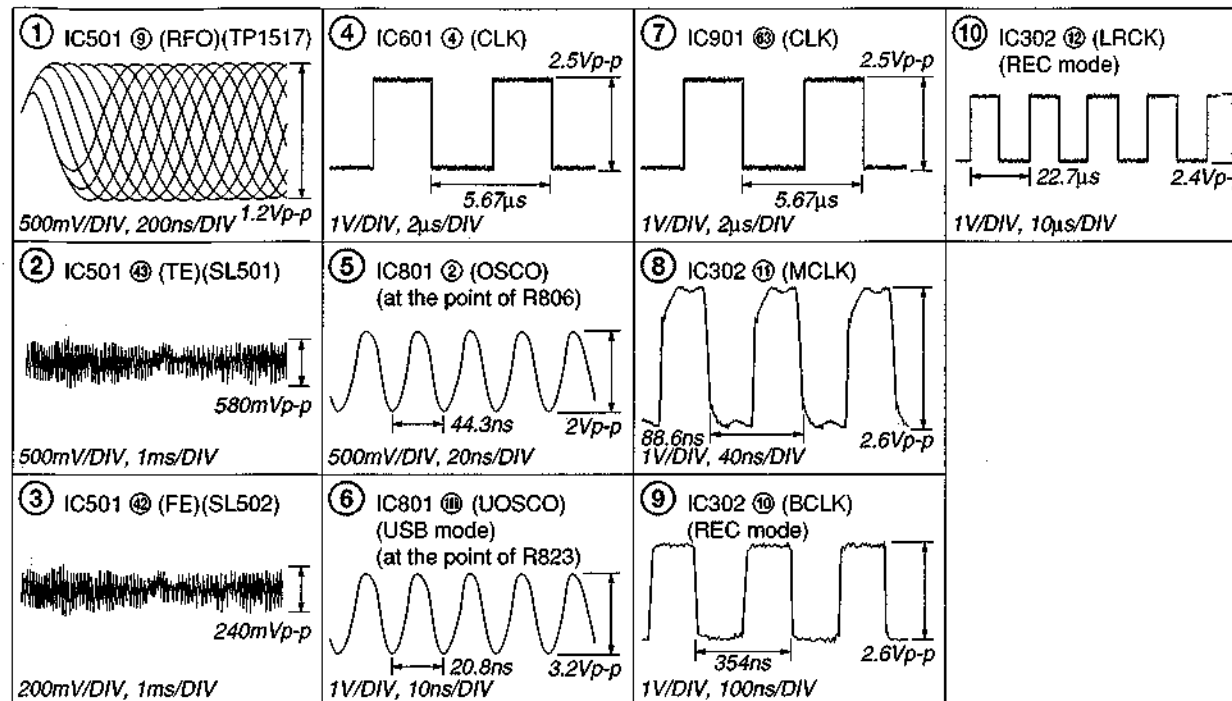 ① IC501 ⑨ (RFO)(TP1517)
1.2Vp-p
500mV/DIV, 200ns/DIV
② IC501 ㊸ (TE)(SL501)
580mVp-p
500mV/DIV, 1ms/DIV
③ IC501 ㊷ (FE)(SL502)
240mVp-p
200mV/DIV, 1ms/DIV
④ IC601 ④ (CLK)
2.5Vp-p
5.67µs
1V/DIV, 2µs/DIV
⑤ IC801 ② (OSCO)
(at the point of R806)
44.3ns
2Vp-p
500mV/DIV, 20ns/DIV
⑥ IC801 (UOSCO)
(USB mode)
(at the point of R823)
20.8ns
3.2Vp-p
1V/DIV, 10ns/DIV
⑦ IC901 63 (CLK)
2.5Vp-p
5.67µs
1V/DIV, 2µs/DIV
⑧ IC302 ⑪ (MCLK)
88.6ns
2.6Vp-p
1V/DIV, 40ns/DIV
⑨ IC302 ⑩ (BCLK)
(REC mode)
354ns
2.6Vp-p
1V/DIV, 100ns/DIV
⑩ IC302 ⑫ (LRCK)
(REC mode)
22.7µs
2.4Vp-
1V/DIV, 10µs/DIV